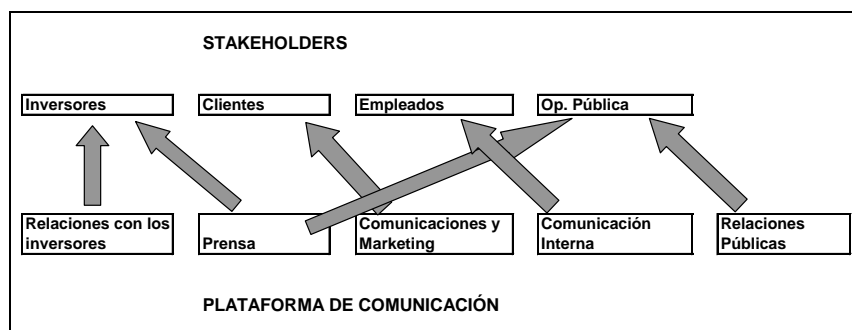 STAKEHOLDERS
Inversores
Clientes
Empleados
Op. Pública
Relaciones con los
inversores
Prensa
Comunicaciones y
Marketing
Comunicación
Interna
Relaciones
Públicas
PLATAFORMA DE COMUNICACIÓN